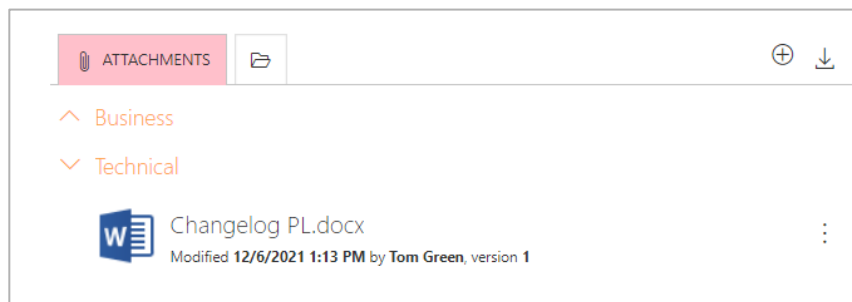 ATTACHMENTS
Business
Technical
W
Changelog PL.docx
Modified 12/6/2021 1:13 PM by Tom Green, version 1